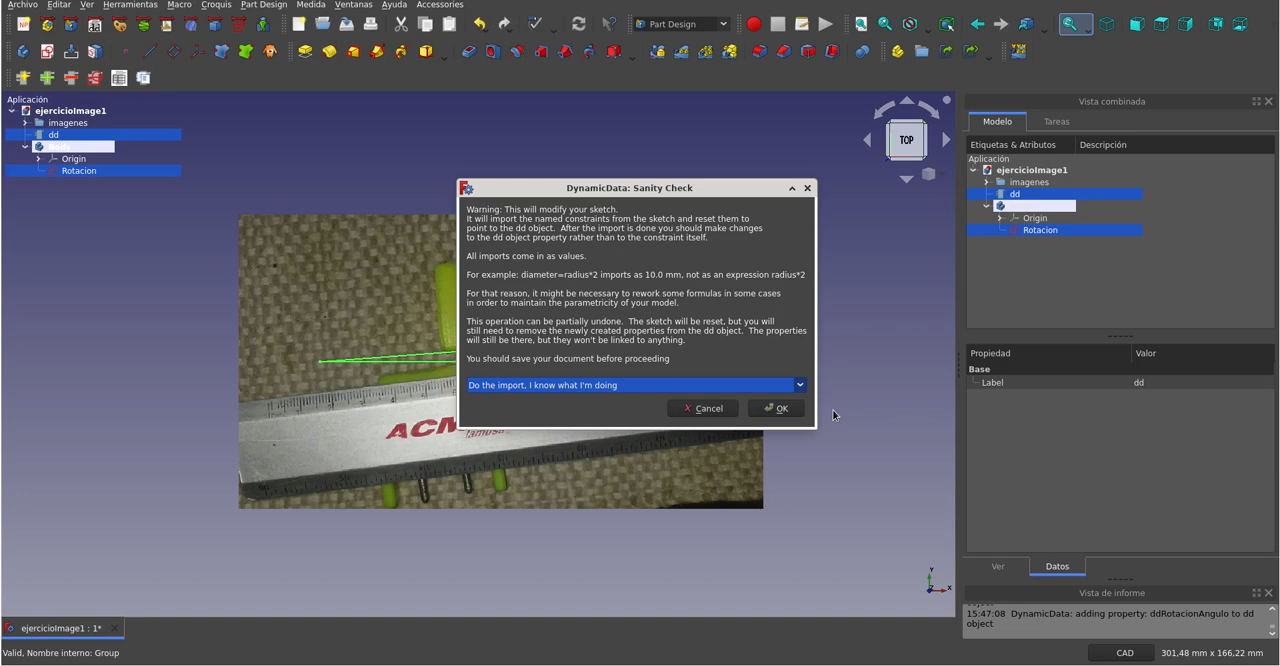 Archivo Editar Ver Herramientas Macro Croquis Part Design Medida Ventanas Ayuda Accessories
Part Design
Aplicación
ejercicioImage1
imagenes
dd
Body
Origin
Rotacion
TOP
DynamicData: Sanity Check
Warning: This will modify your sketch.
It will import the named constraints from the sketch and reset them to
point to the dd object. After the import is done you should make changes
to the dd object property rather than to the constraint itself.
All imports come in as values.
For example: diameter=radius*2 imports as 10.0 mm, not as an expression radius*2
For that reason, it might be necessary to rework some formulas in some cases
in order to maintain the parametricity of your model.
This operation can be partially undone. The sketch will be reset, but you will
still need to remove the newly created properties from the dd object. The properties
will still be there, but they won't be linked to anything.
You should save your document before proceeding
Do the import, I know what I'm doing
Cancel OK
ACM
famosa
Y
X
Vista combinada
Modelo Tareas
Etiquetas & Atributos Descripción
Aplicación
ejercicioImage1
imagenes
dd
Origin
Rotacion
Propiedad Valor
Base
Label dd
Ver Datos
Vista de informe
15:47:08 DynamicData: adding property: ddRotacionAngulo to dd
object
ejercicioImage1 : 1*
Valid, Nombre interno: Group
CAD 301,48 mm x 166,22 mm